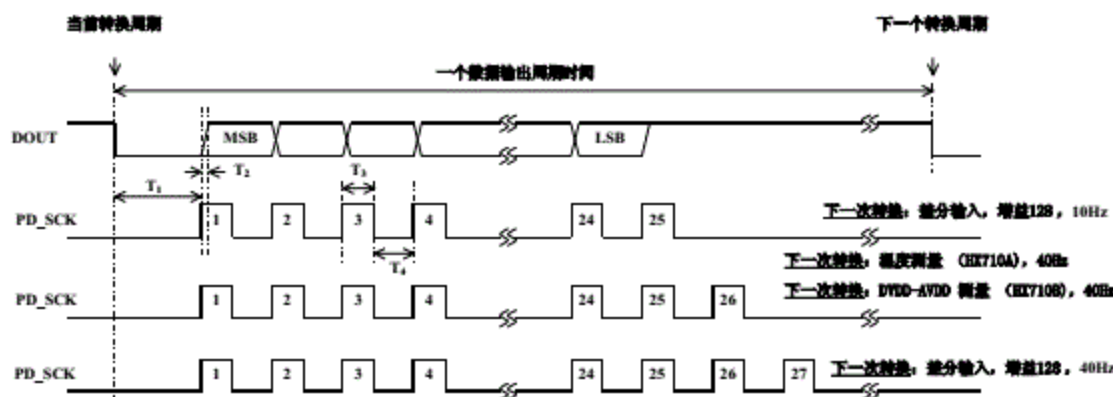 当前转换周期 下一个转换周期
一个数据输出周期时间
DOUT MSB LSB
T₁ T₂ T₃
PD_SCK 1 2 3 4 24 25 下一次转换：差分输入，增益128，10Hz
T₄ 下一次转换：温度测量 （HX710A），40Hz
下一次转换：DVDD-AVDD 测量 （HX710B），40Hz
PD_SCK 1 2 3 4 24 25 26
PD_SCK 1 2 3 4 24 25 26 27 下一次转换：差分输入，增益128，40Hz